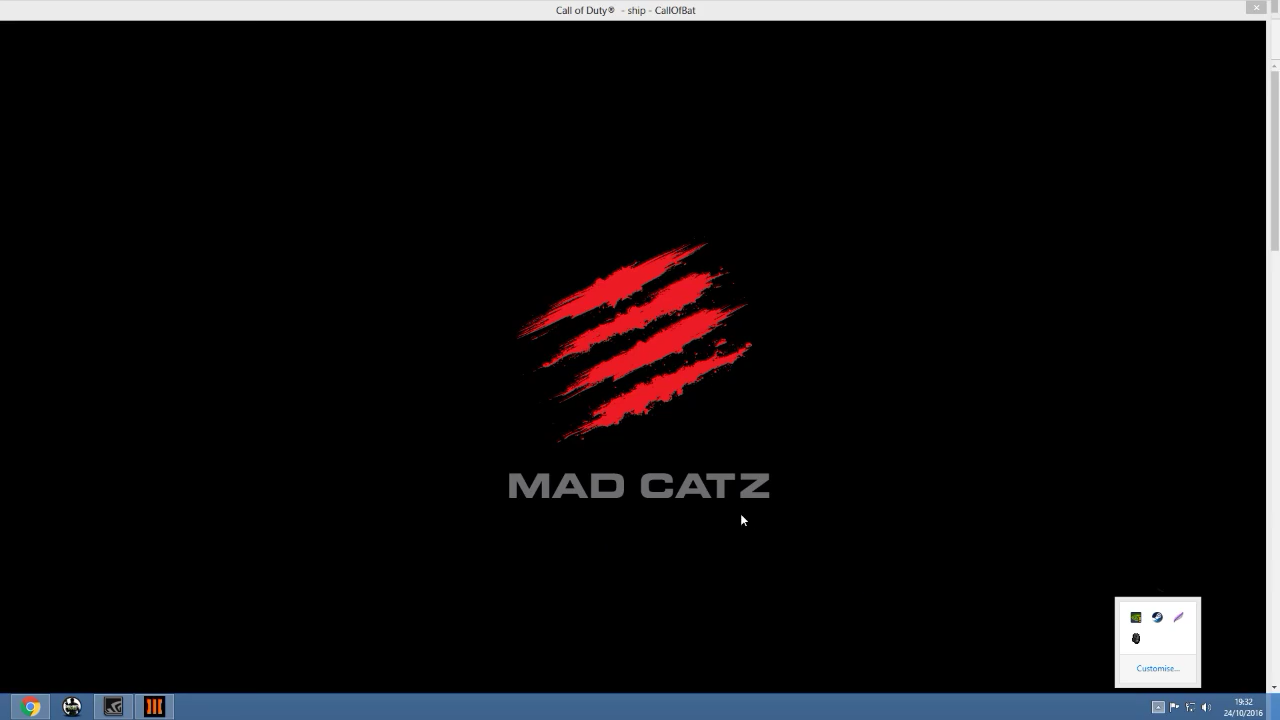 Call of Duty® - ship - CallOfBat
MAD CATZ
Customise...
19:32
24/10/2016